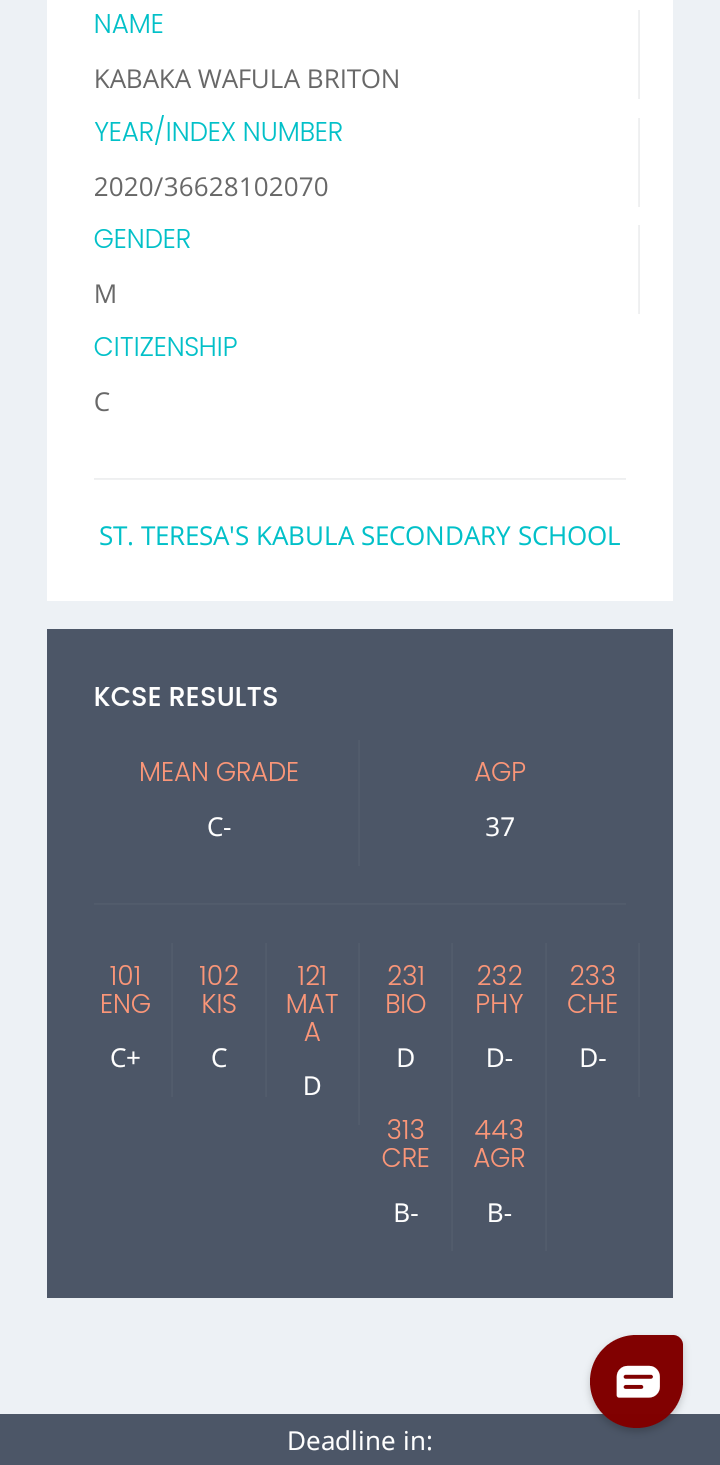 NAME
KABAKA WAFULA BRITON
YEAR/INDEX NUMBER
2020/36628102070
GENDER
M
CITIZENSHIP
C
ST. TERESA'S KABULA SECONDARY SCHOOL
KCSE RESULTS
MEAN GRADE
C-
AGP
37
101
ENG
C+
102
KIS
C
121
MAT
A
D
231
BIO
D
232
PHY
D-
233
CHE
D-
313
CRE
B-
443
AGR
B-
Deadline in: